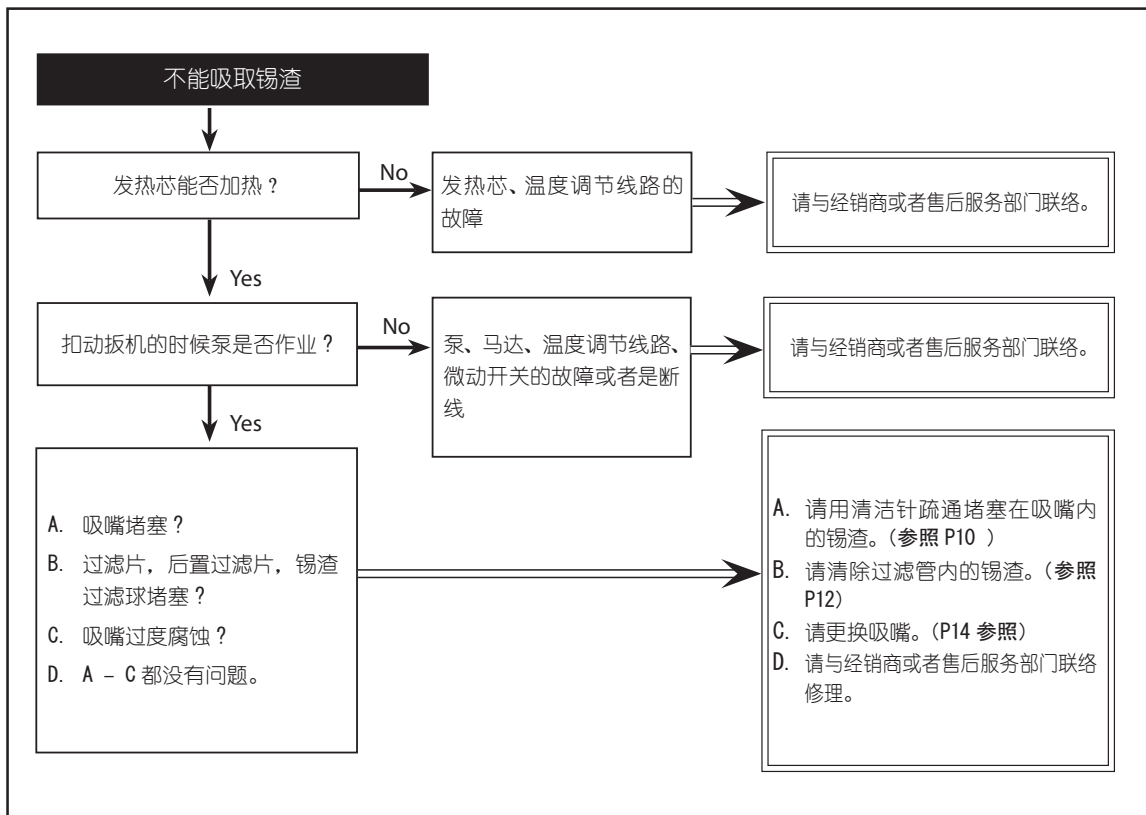 不能吸取锡渣
发热芯能否加热？
No
发热芯、温度调节线路的
故障
请与经销商或者售后服务部门联络。
Yes
扣动扳机的时候泵是否作业？
No
泵、马达、温度调节线路、
微动开关的故障或者是断
线
请与经销商或者售后服务部门联络。
Yes
A. 吸嘴堵塞？
B. 过滤片，后置过滤片，锡渣
过滤球堵塞？
C. 吸嘴过度腐蚀？
D. A – C 都没有问题。
A. 请用清洁针疏通堵塞在吸嘴内
的锡渣。（参照 P10 ）
B. 请清除过滤管内的锡渣。（参照
P12）
C. 请更换吸嘴。（P14 参照）
D. 请与经销商或者售后服务部门联络
修理。